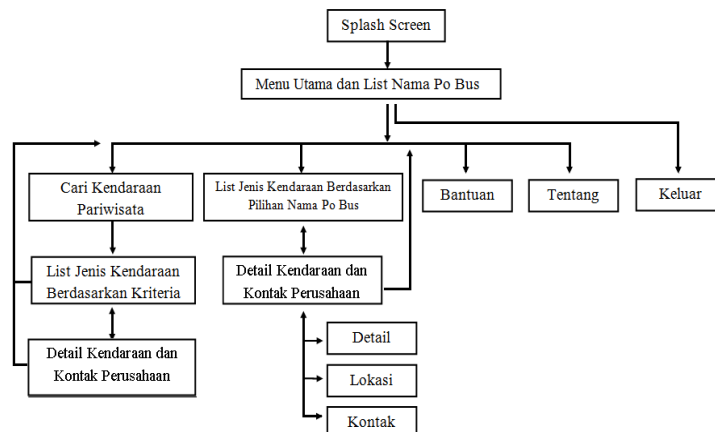 Splash Screen
Menu Utama dan List Nama Po Bus
Cari Kendaraan
Pariwisata
List Jenis Kendaraan Berdasarkan
Pilihan Nama Po Bus
Bantuan
Tentang
Keluar
List Jenis Kendaraan
Berdasarkan Kriteria
Detail Kendaraan dan
Kontak Perusahaan
Detail Kendaraan dan
Kontak Perusahaan
Detail
Lokasi
Kontak